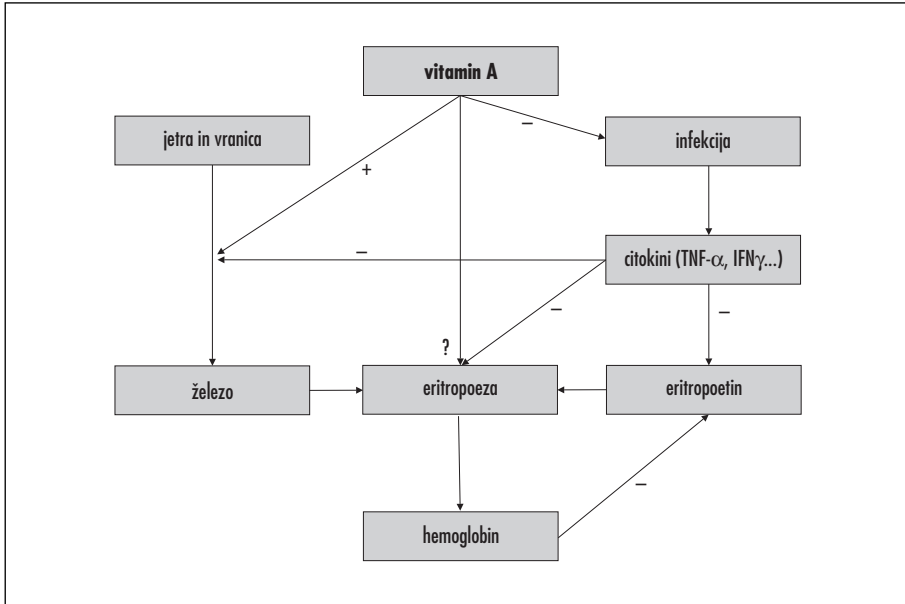 vitamin A
–
jetra in vranica
infekcija
+
–
citokini (TNF-α, IFNγ...)
–
–
?
železo
eritropoeza
eritropoetin
–
hemoglobin